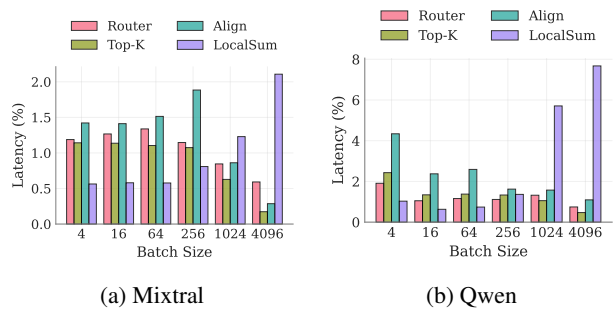 Router
Align
Top-K
LocalSum
Latency (%)
2.0
1.5
1.0
0.5
0.0
4 16 64 256 1024 4096
Batch Size
(a) Mixtral
Router
Align
Top-K
LocalSum
Latency (%)
8
6
4
2
0
4 16 64 256 1024 4096
Batch Size
(b) Qwen